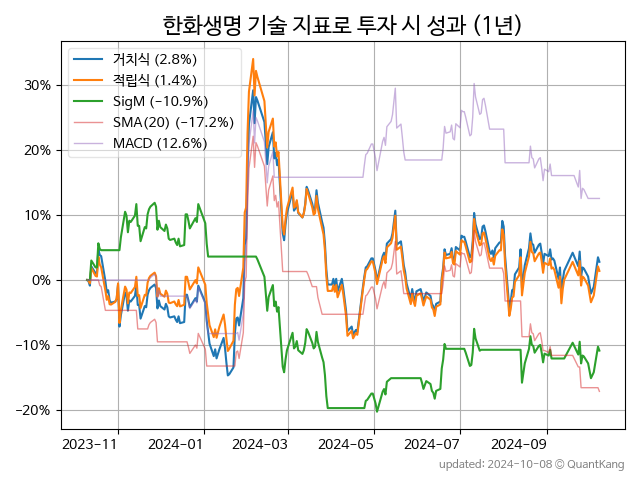 한화생명 기술 지표로 투자 시 성과 (1년)
거치식 (2.8%)
적립식 (1.4%)
SigM (−10.9%)
SMA(20) (−17.2%)
MACD (12.6%)
30%
20%
10%
0%
−10%
−20%
2023-11 2024-01 2024-03 2024-05 2024-07 2024-09
updated: 2024-10-08 © QuantKang